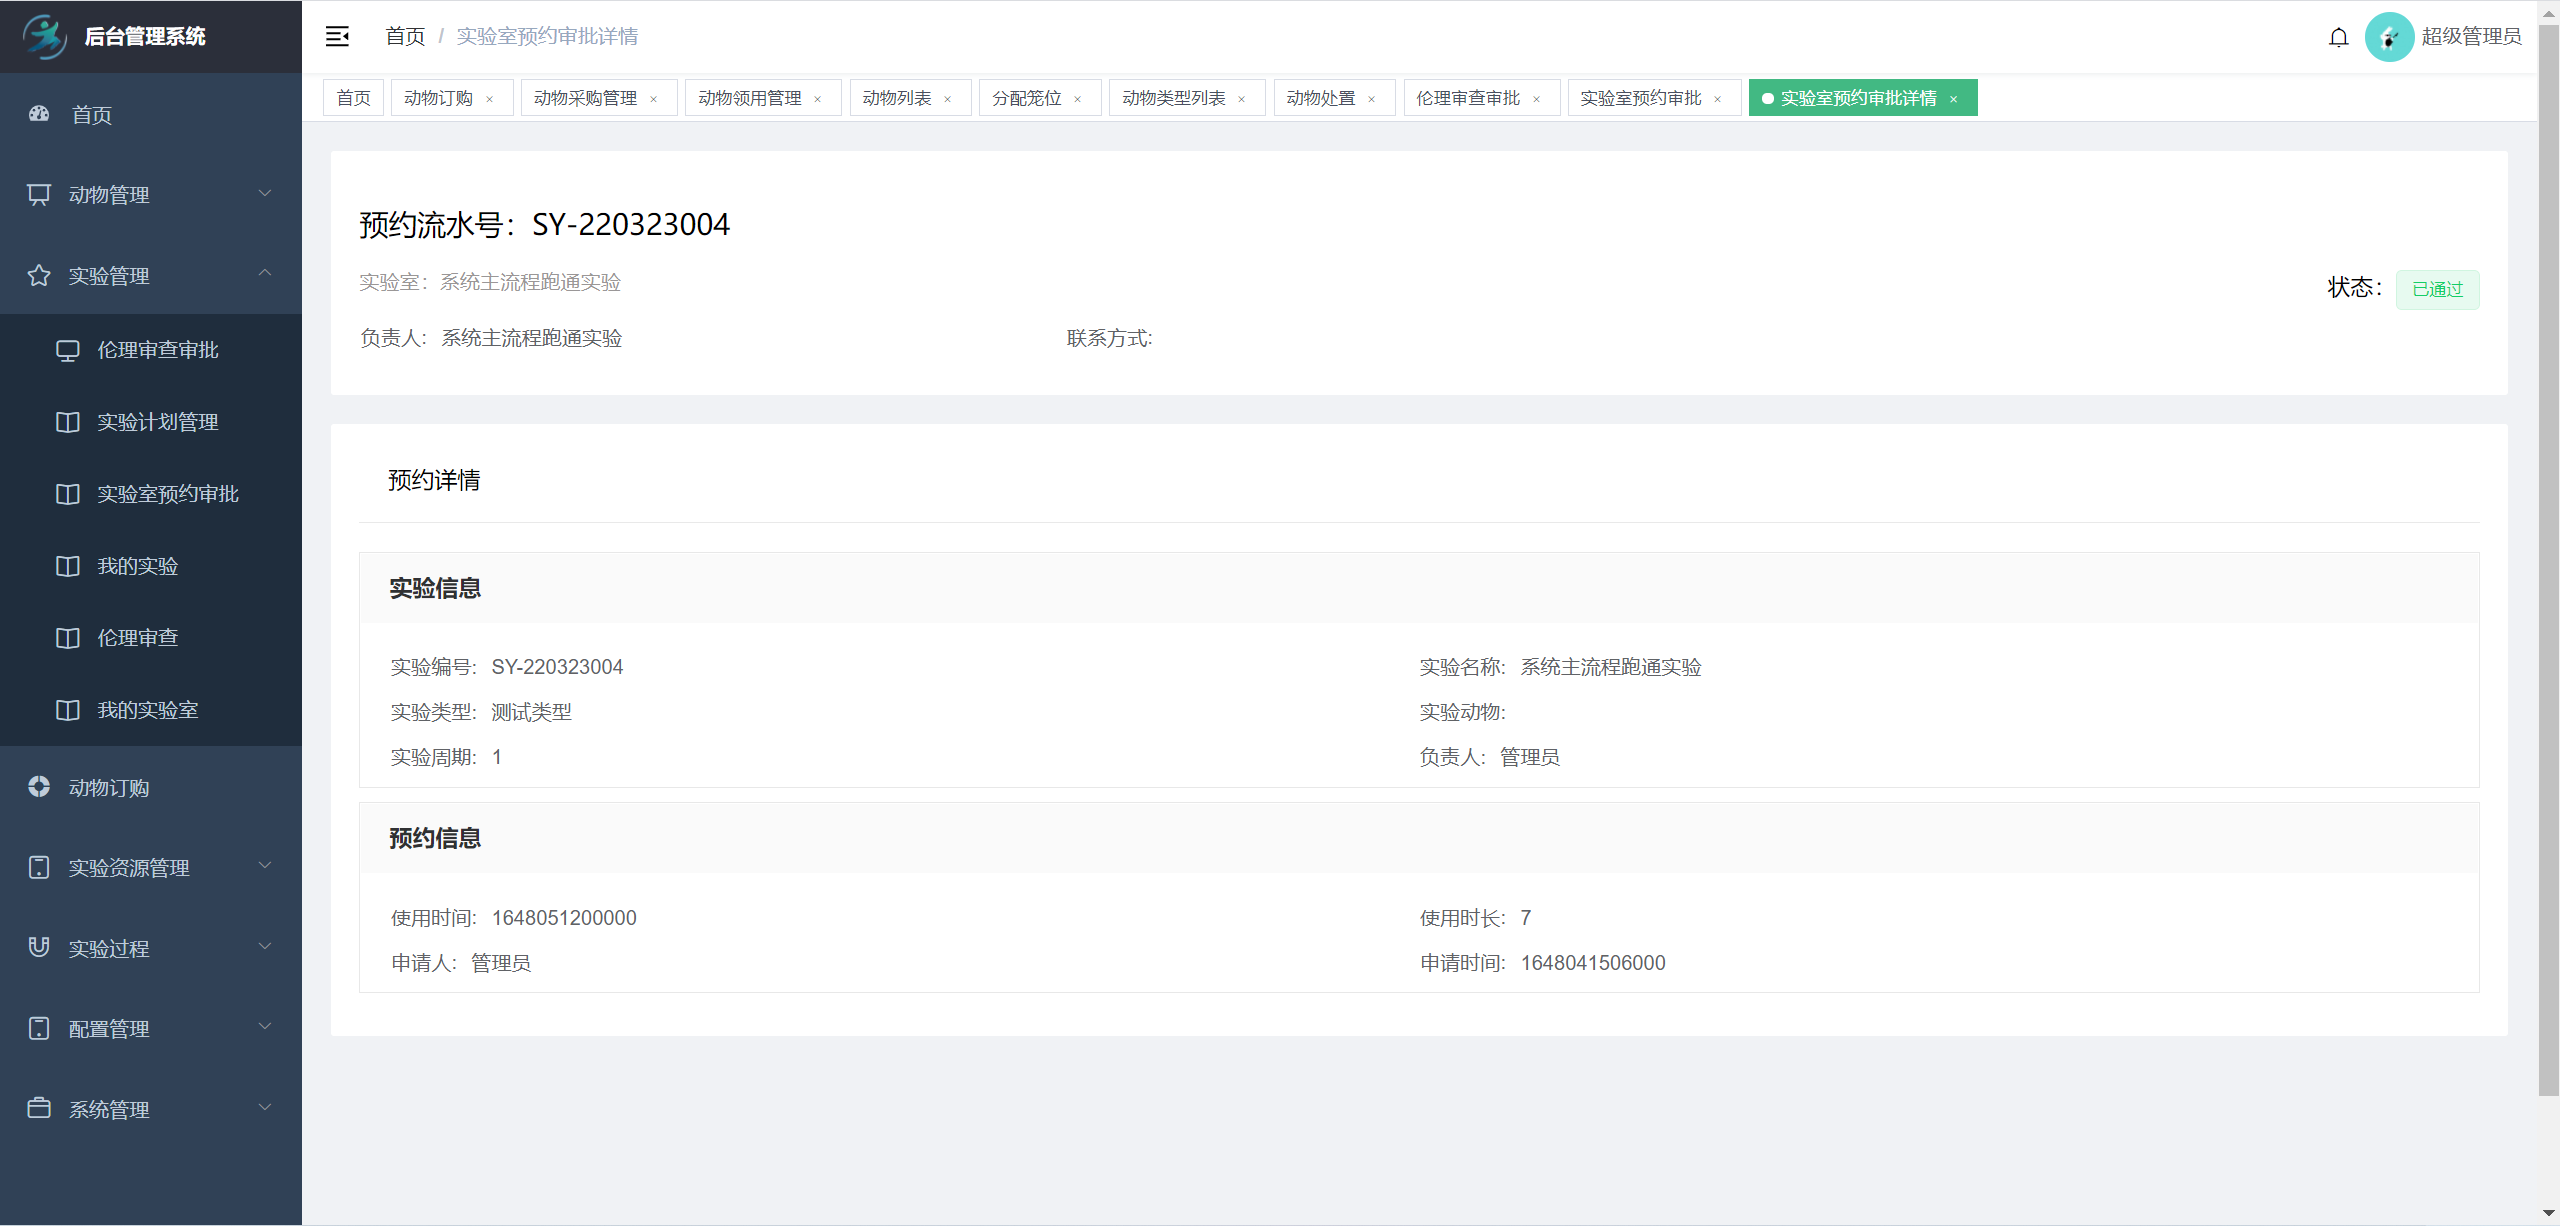 后台管理系统
首页 / 实验室预约审批详情
超级管理员
首页 动物订购 × 动物采购管理 × 动物领用管理 × 动物列表 × 分配笼位 × 动物类型列表 × 动物处置 × 伦理审查审批 × 实验室预约审批 × 实验室预约审批详情 ×
首页
动物管理
实验管理
伦理审查审批
实验计划管理
实验室预约审批
我的实验
伦理审查
我的实验室
动物订购
实验资源管理
实验过程
配置管理
系统管理
预约流水号：SY-220323004
实验室：系统主流程跑通实验
状态：已通过
负责人: 系统主流程跑通实验 联系方式:
预约详情
实验信息
实验编号: SY-220323004 实验名称: 系统主流程跑通实验
实验类型: 测试类型 实验动物:
实验周期: 1 负责人: 管理员
预约信息
使用时间: 1648051200000 使用时长: 7
申请人: 管理员 申请时间: 1648041506000